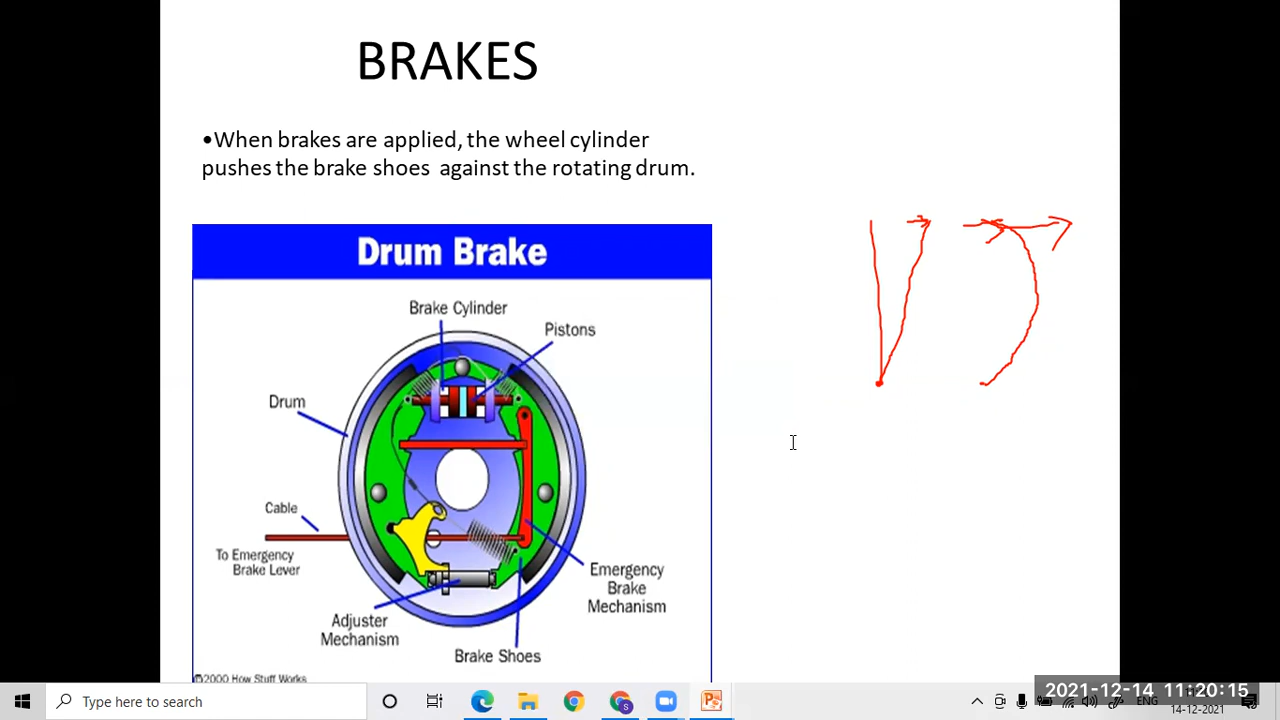 BRAKES
•When brakes are applied, the wheel cylinder
pushes the brake shoes against the rotating drum.
Drum Brake
Brake Cylinder
Pistons
Drum
Cable
To Emergency
Brake Lever
Emergency
Brake
Mechanism
Adjuster
Mechanism
Brake Shoes
©2000 How Stuff Works
Type here to search
ENG
2021-12-14 11:20:15
14-12-2021